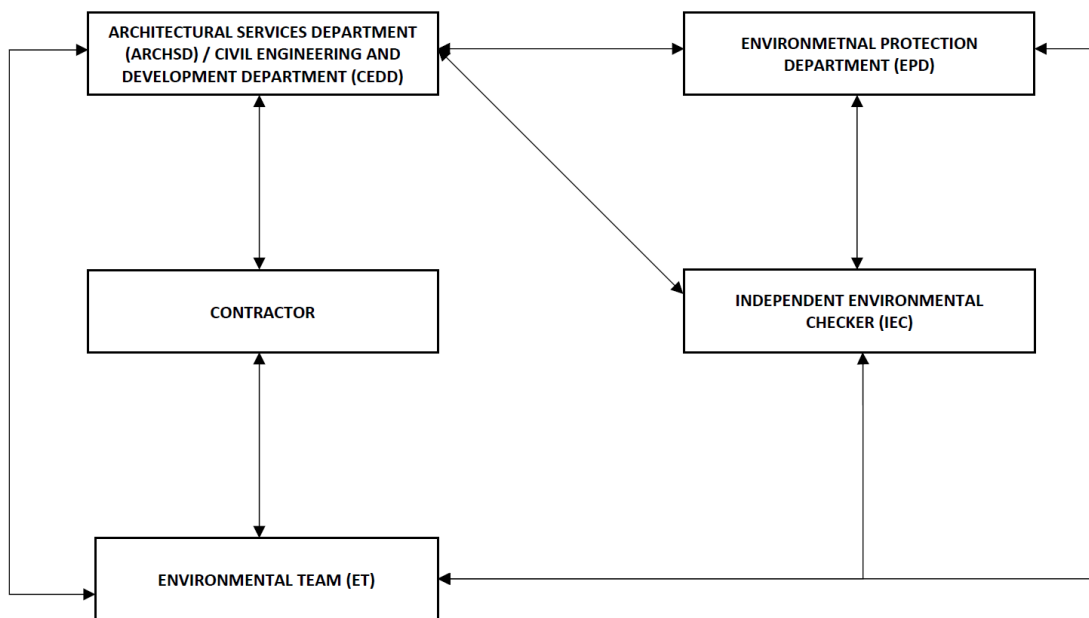 ARCHITECTURAL SERVICES DEPARTMENT
(ARCHSD) / CIVIL ENGINEERING AND
DEVELOPMENT DEPARTMENT (CEDD)
ENVIRONMETNAL PROTECTION
DEPARTMENT (EPD)
CONTRACTOR
INDEPENDENT ENVIRONMENTAL
CHECKER (IEC)
ENVIRONMENTAL TEAM (ET)